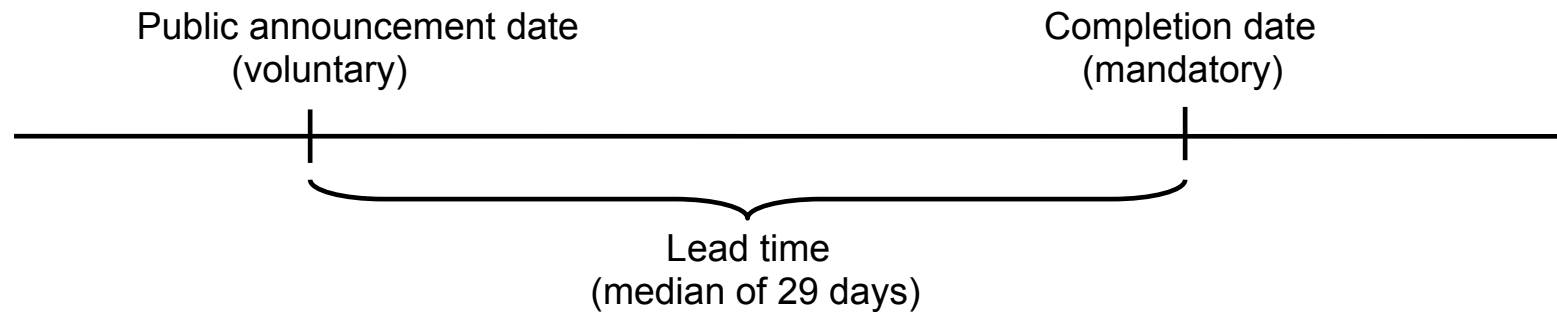 Public announcement date
(voluntary)
Completion date
(mandatory)
Lead time
(median of 29 days)